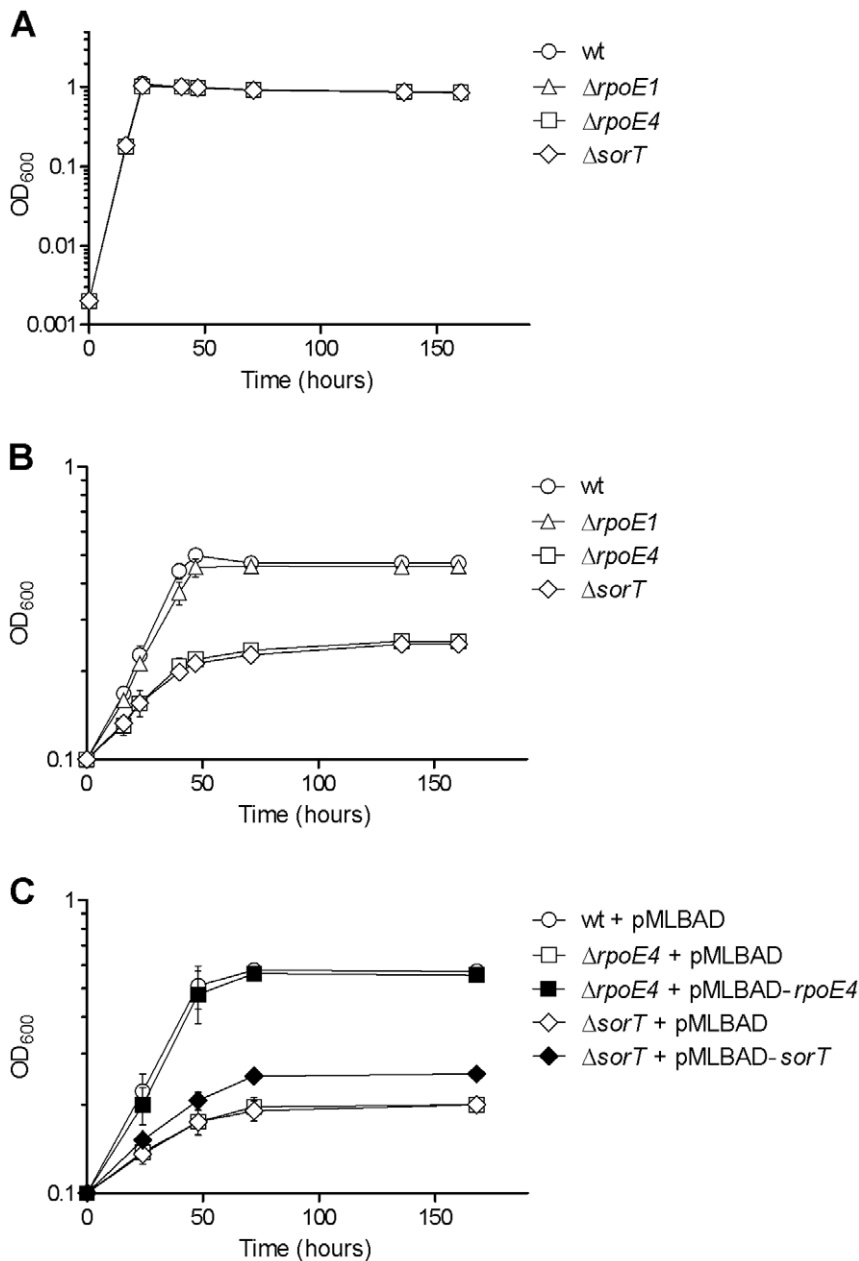 A
1
0.1
0.01
0.001
OD600
0
50
100
150
Time (hours)
wt
ΔrpoE1
ΔrpoE4
ΔsorT
B
1
0.1
OD600
0
50
100
150
Time (hours)
wt
ΔrpoE1
ΔrpoE4
ΔsorT
C
1
0.1
OD600
0
50
100
150
Time (hours)
wt + pMLBAD
ΔrpoE4 + pMLBAD
ΔrpoE4 + pMLBAD-rpoE4
ΔsorT + pMLBAD
ΔsorT + pMLBAD-sorT